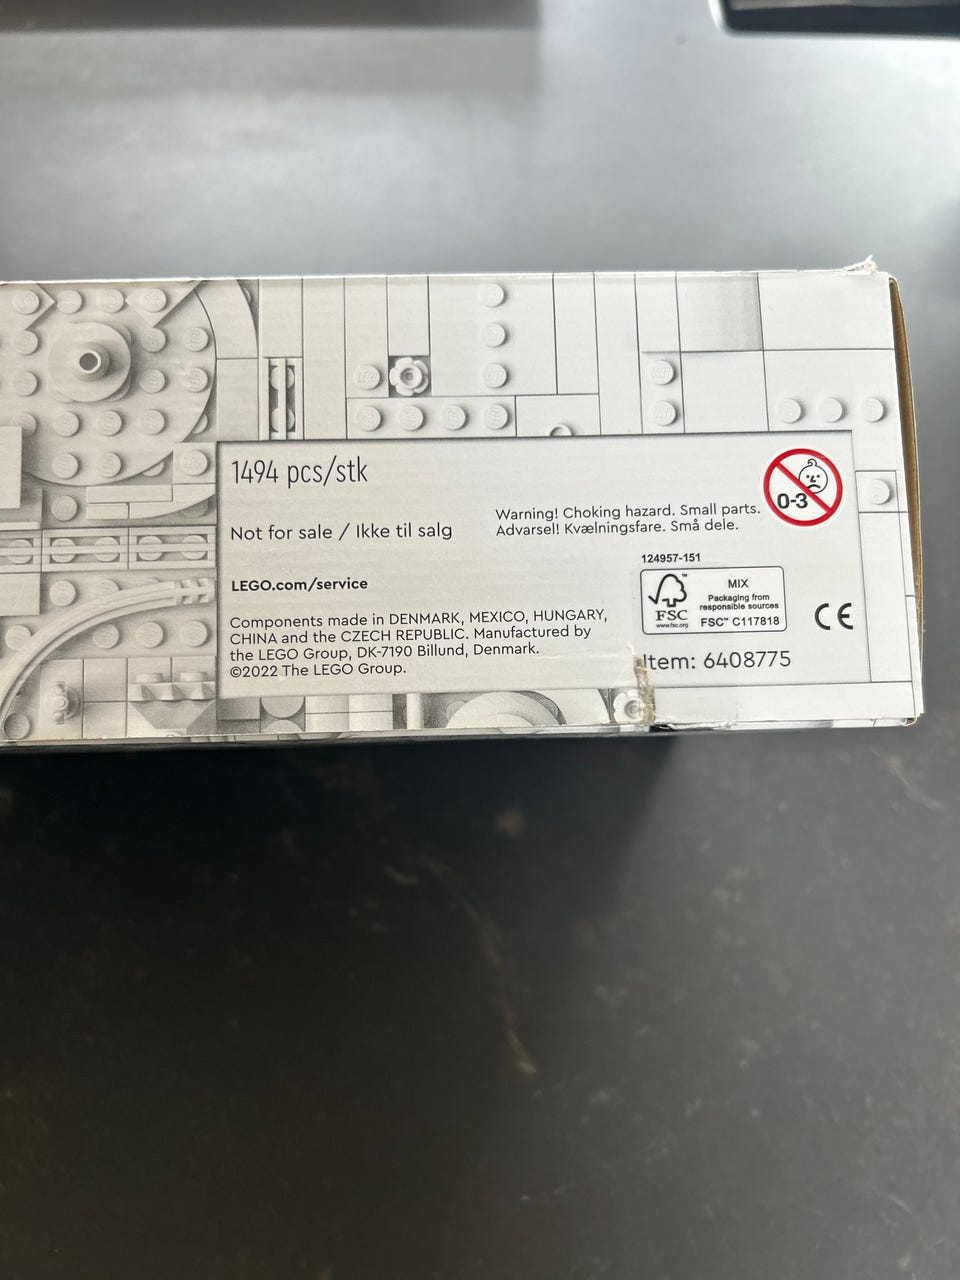 1494 pcs/stk
Not for sale / Ikke til salg
Warning! Choking hazard. Small parts.
Advarsel! Kvælningsfare. Små dele.
0-3
LEGO.com/service
Components made in DENMARK, MEXICO, HUNGARY,
CHINA and the CZECH REPUBLIC. Manufactured by
the LEGO Group, DK-7190 Billund, Denmark.
©2022 The LEGO Group.
124957-151
FSC™
www.fsc.org
MIX
Packaging from
responsible sources
FSC™ C117818
CE
Item: 6408775